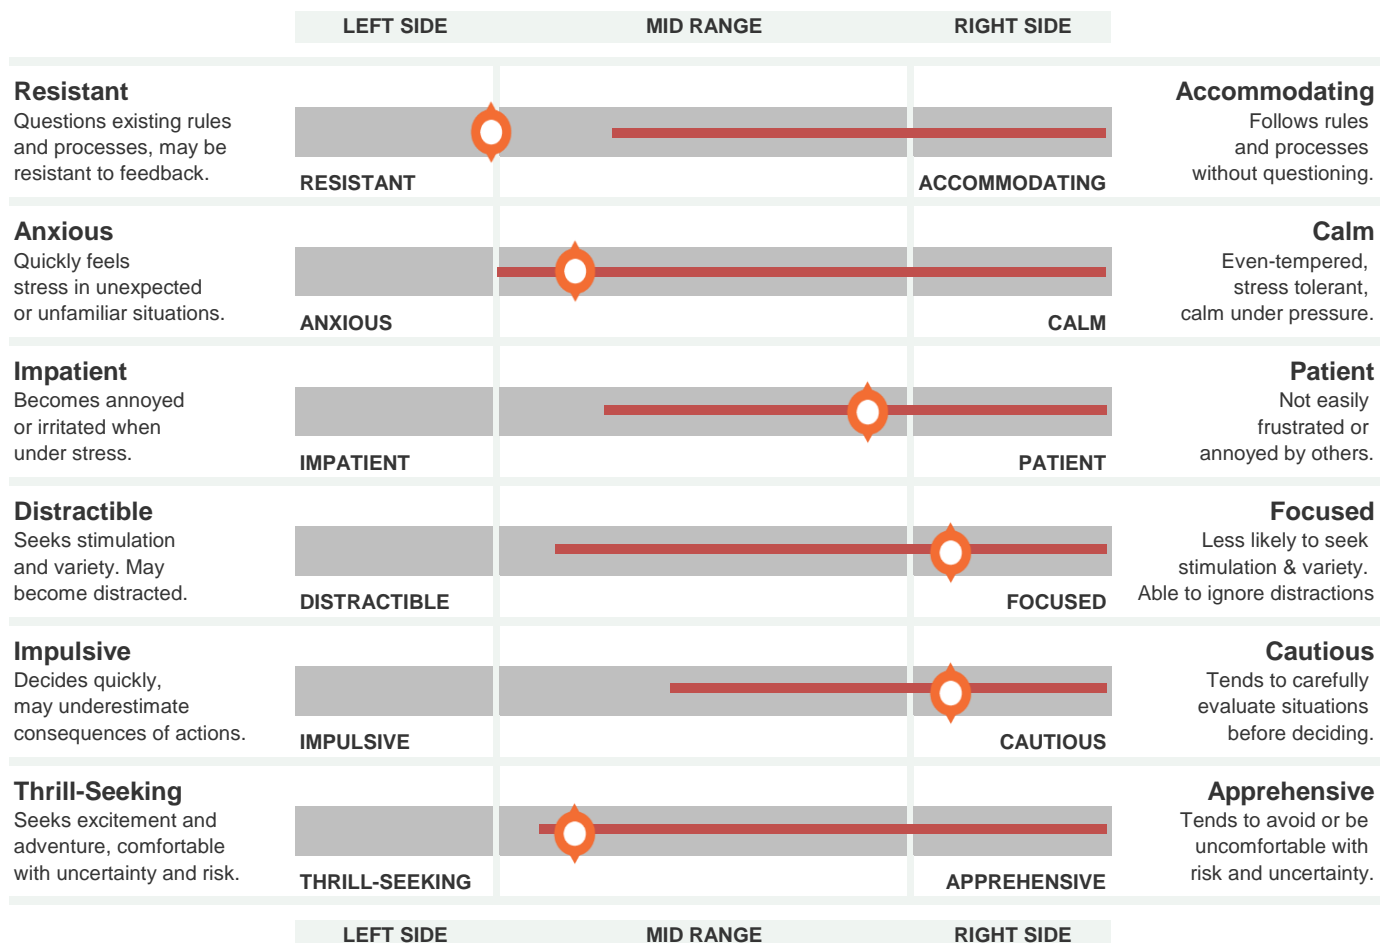 LEFT SIDE MID RANGE RIGHT SIDE
Resistant
Questions existing rules
and processes, may be
resistant to feedback.
RESISTANT
ACCOMMODATING
Accommodating
Follows rules
and processes
without questioning.
Anxious
Quickly feels
stress in unexpected
or unfamiliar situations.
ANXIOUS
CALM
Calm
Even-tempered,
stress tolerant,
calm under pressure.
Impatient
Becomes annoyed
or irritated when
under stress.
IMPATIENT
PATIENT
Patient
Not easily
frustrated or
annoyed by others.
Distractible
Seeks stimulation
and variety. May
become distracted.
DISTRACTIBLE
FOCUSED
Focused
Less likely to seek
stimulation & variety.
Able to ignore distractions
Impulsive
Decides quickly,
may underestimate
consequences of actions.
IMPULSIVE
CAUTIOUS
Cautious
Tends to carefully
evaluate situations
before deciding.
Thrill-Seeking
Seeks excitement and
adventure, comfortable
with uncertainty and risk.
THRILL-SEEKING
APPREHENSIVE
Apprehensive
Tends to avoid or be
uncomfortable with
risk and uncertainty.
LEFT SIDE MID RANGE RIGHT SIDE